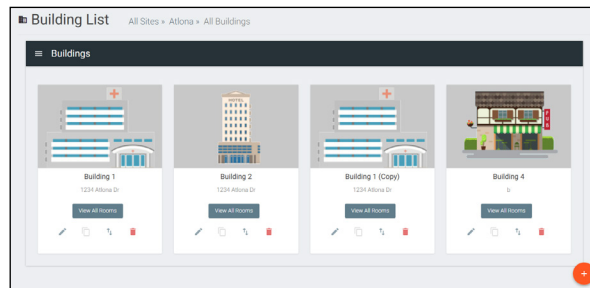 Building List All Sites » Atlona » All Buildings
Buildings
HOTEL
PUB
Building 1
Building 2
Building 1 (Copy)
Building 4
1234 Atlona Dr
1234 Atlona Dr
1234 Atlona Dr
b
View All Rooms
View All Rooms
View All Rooms
View All Rooms